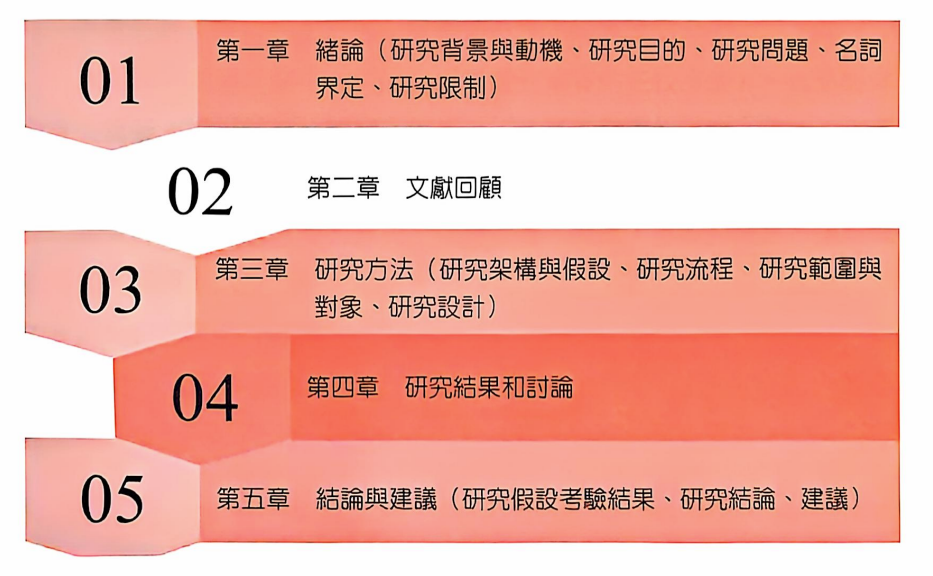 01 第一章 緒論（研究背景與動機、研究目的、研究問題、名詞
界定、研究限制）
02 第二章 文獻回顧
03 第三章 研究方法（研究架構與假設、研究流程、研究範圍與
對象、研究設計）
04 第四章 研究結果和討論
05 第五章 結論與建議（研究假設考驗結果、研究結論、建議）